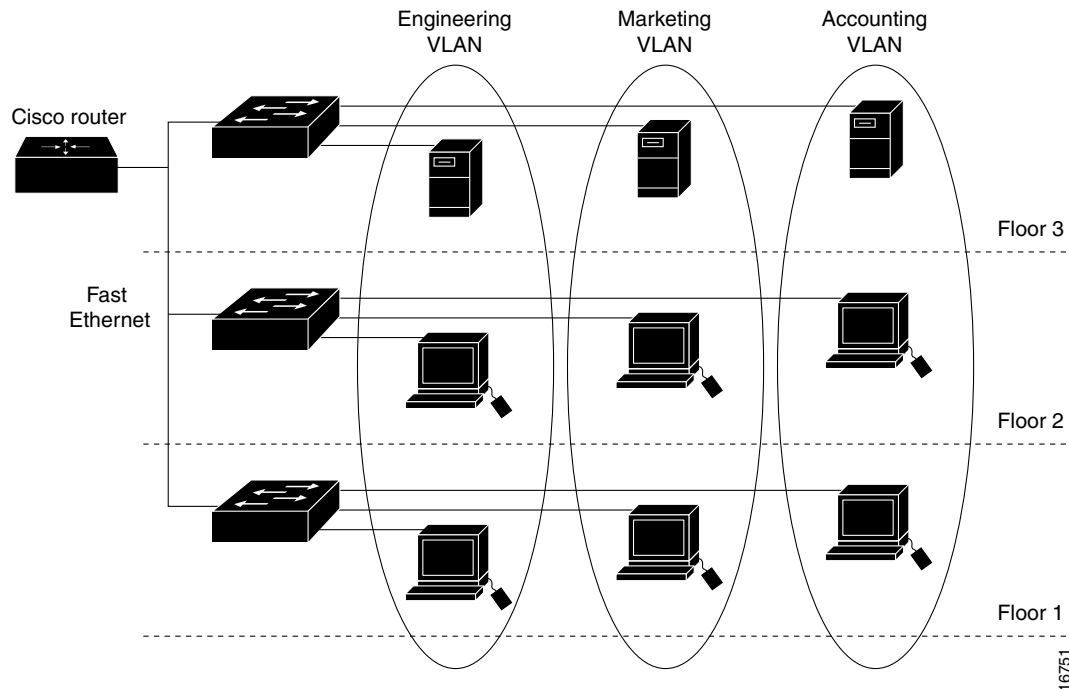 Engineering
VLAN
Marketing
VLAN
Accounting
VLAN
Cisco router
Floor 3
Fast
Ethernet
Floor 2
Floor 1
16751